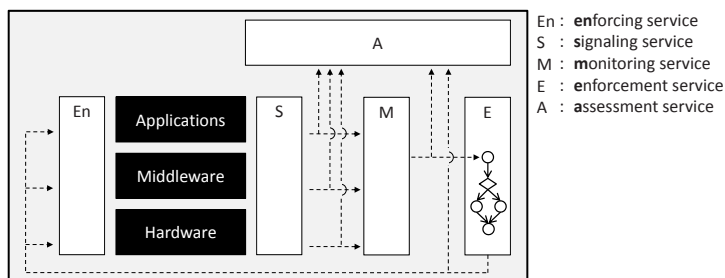 A
En
Applications
Middleware
Hardware
S
M
E
En : enforcing service
S : signaling service
M : monitoring service
E : enforcement service
A : assessment service